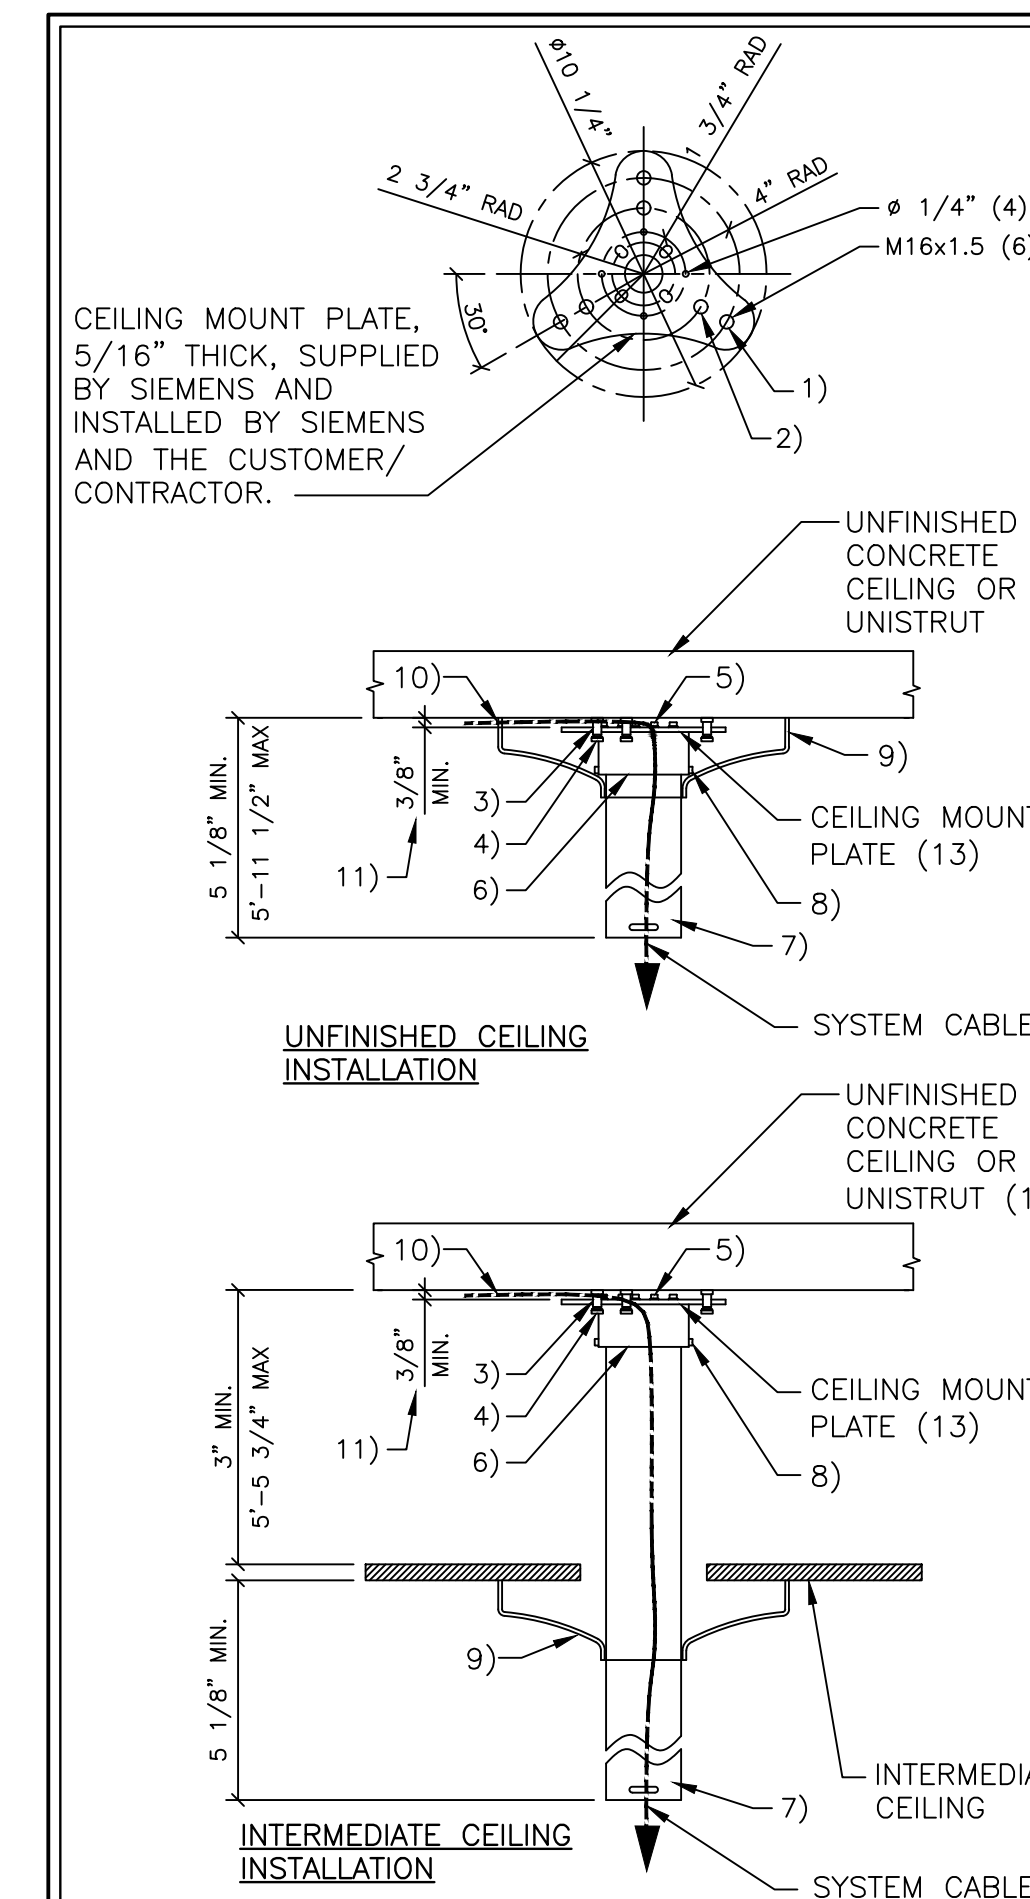 ø10 1/4"
1 3/4" RAD
2 3/4" RAD
4" RAD
ø 1/4" (4)
M16x1.5 (6)
30°
CEILING MOUNT PLATE,
5/16" THICK, SUPPLIED
BY SIEMENS AND
INSTALLED BY SIEMENS
AND THE CUSTOMER/
CONTRACTOR.
1)
2)
UNFINISHED
CONCRETE
CEILING OR
UNISTRUT
10)
5)
9)
3/8"
MIN.
5 1/8" MIN.
5'-11 1/2" MAX
3)
4)
11)
6)
CEILING MOUNT
PLATE (13)
8)
7)
SYSTEM CABLE
UNFINISHED CEILING
INSTALLATION
UNFINISHED
CONCRETE
CEILING OR
UNISTRUT (1
10)
5)
3/8"
MIN.
3" MIN.
5'-5 3/4" MAX
3)
4)
11)
6)
CEILING MOUNT
PLATE (13)
8)
9)
5 1/8" MIN.
INTERMEDIA
CEILING
7)
INTERMEDIATE CEILING
INSTALLATION
SYSTEM CABLE